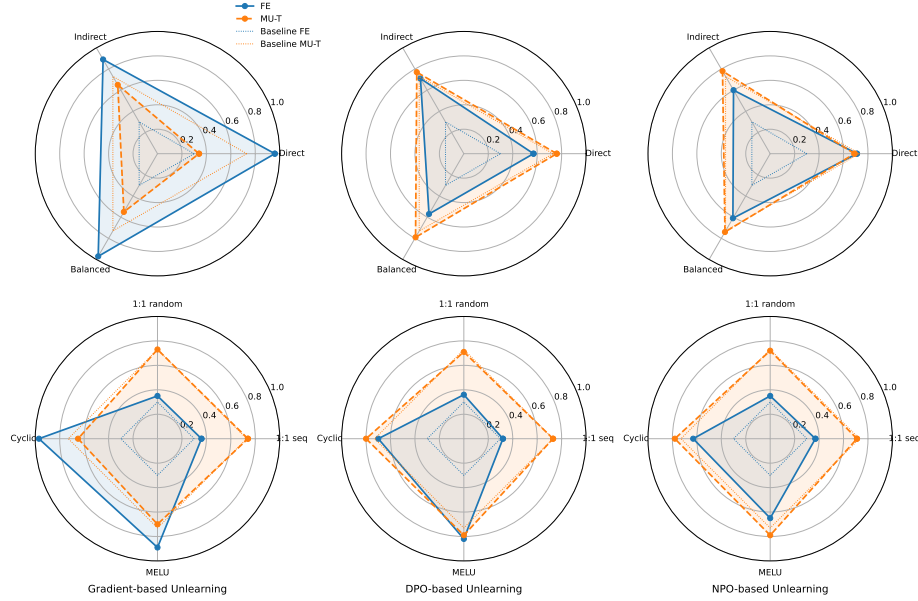 FE
MU-T
Baseline FE
Baseline MU-T
Indirect
1.0
0.8
0.6
0.4
0.2
Direct
Balanced
Indirect
1.0
0.8
0.6
0.4
0.2
Direct
Balanced
Indirect
1.0
0.8
0.6
0.4
0.2
Direct
Balanced
1:1 random
1.0
0.8
0.6
0.4
0.2
Cyclic
1:1 seq
MELU
Gradient-based Unlearning
1:1 random
1.0
0.8
0.6
0.4
0.2
Cyclic
1:1 seq
MELU
DPO-based Unlearning
1:1 random
1.0
0.8
0.6
0.4
0.2
Cyclic
1:1 seq
MELU
NPO-based Unlearning